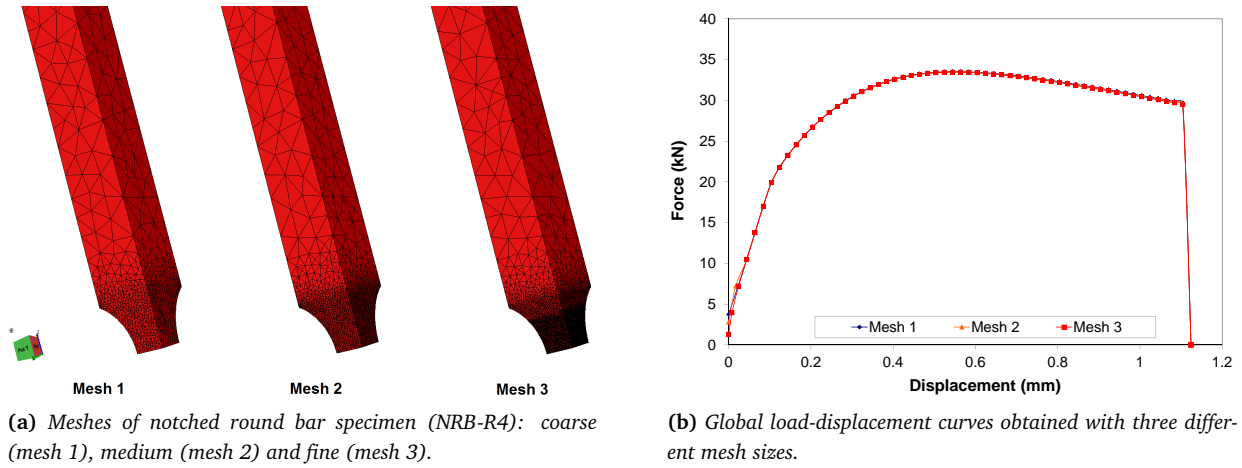 Pos Y
Mesh 1
Mesh 2
Mesh 3
(a) Meshes of notched round bar specimen (NRB-R4): coarse
(mesh 1), medium (mesh 2) and fine (mesh 3).
40
35
30
25
20
15
10
5
0
Force (kN)
Mesh 1
Mesh 2
Mesh 3
0
0.2
0.4
0.6
0.8
1
1.2
Displacement (mm)
(b) Global load-displacement curves obtained with three differ-
ent mesh sizes.